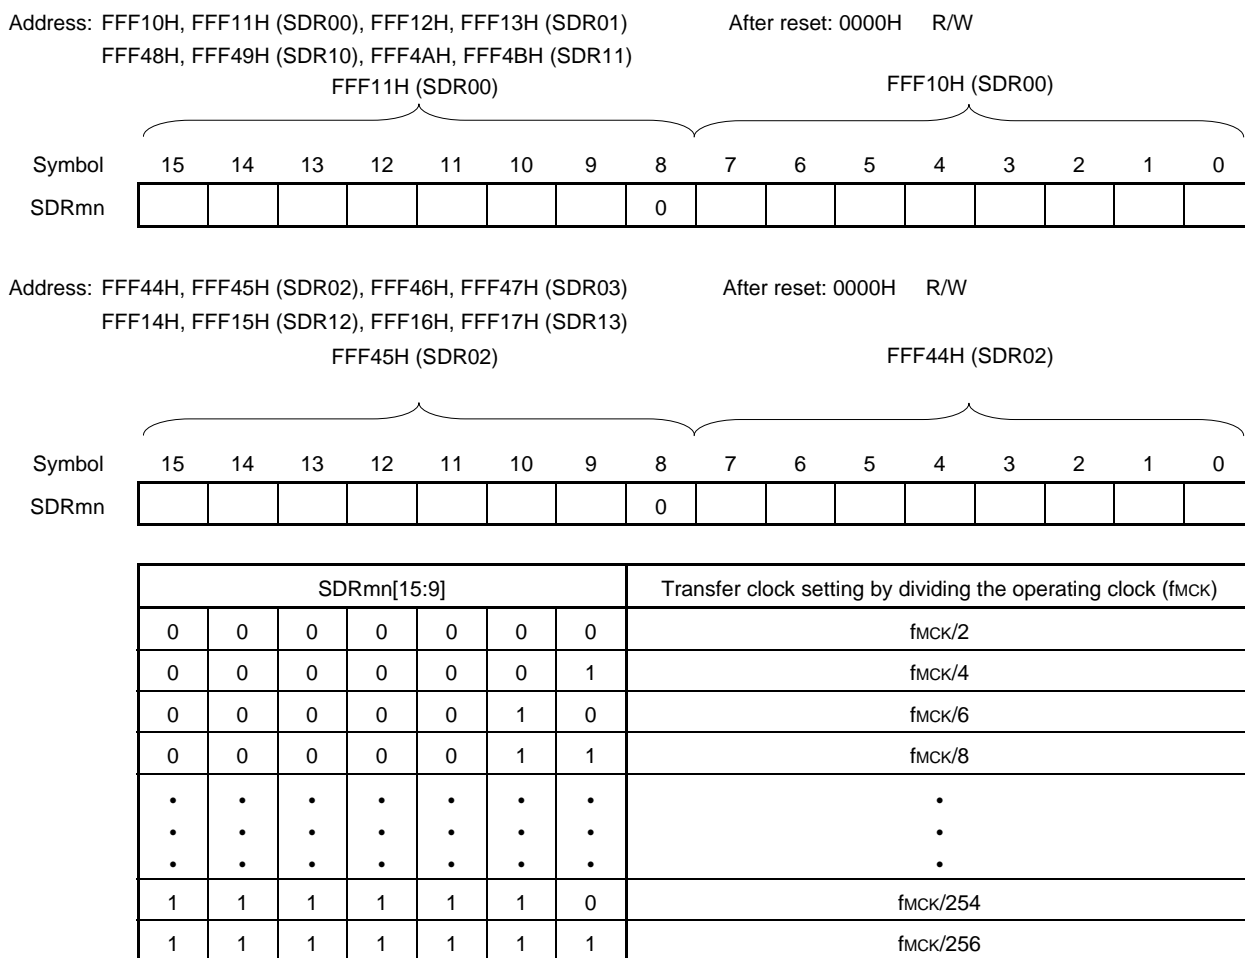 Address: FFF10H, FFF11H (SDR00), FFF12H, FFF13H (SDR01) After reset: 0000H R/W
FFF48H, FFF49H (SDR10), FFF4AH, FFF4BH (SDR11)
FFF11H (SDR00) FFF10H (SDR00)
Symbol 15 14 13 12 11 10 9 8 7 6 5 4 3 2 1 0
SDRmn 0
Address: FFF44H, FFF45H (SDR02), FFF46H, FFF47H (SDR03) After reset: 0000H R/W
FFF14H, FFF15H (SDR12), FFF16H, FFF17H (SDR13)
FFF45H (SDR02) FFF44H (SDR02)
Symbol 15 14 13 12 11 10 9 8 7 6 5 4 3 2 1 0
SDRmn 0
SDRmn[15:9] Transfer clock setting by dividing the operating clock (fMCK)
0 0 0 0 0 0 0 fMCK/2
0 0 0 0 0 0 1 fMCK/4
0 0 0 0 0 1 0 fMCK/6
0 0 0 0 0 1 1 fMCK/8
• • • • • • • •
• • • • • • • •
• • • • • • • •
1 1 1 1 1 1 0 fMCK/254
1 1 1 1 1 1 1 fMCK/256